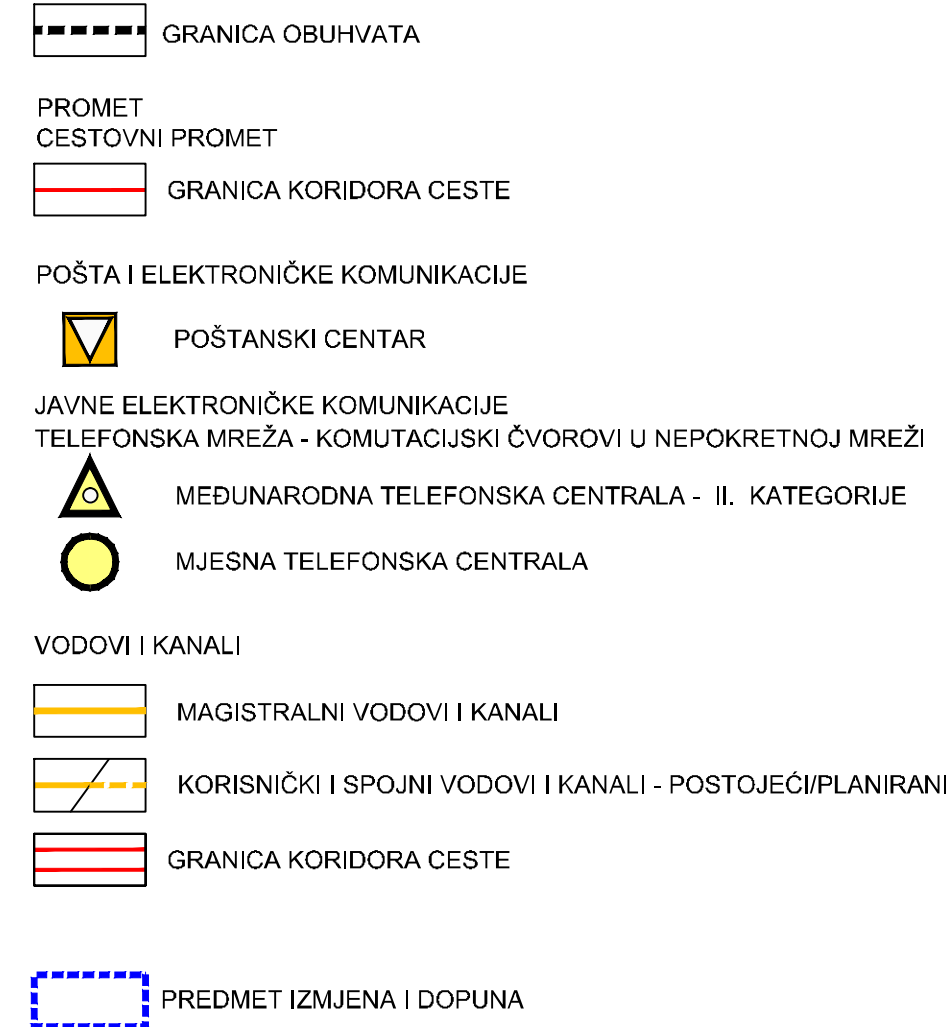 GRANICA OBUHVATA
PROMET
CESTOVNI PROMET
GRANICA KORIDORA CESTE
POŠTA I ELEKTRONIČKE KOMUNIKACIJE
POŠTANSKI CENTAR
JAVNE ELEKTRONIČKE KOMUNIKACIJE
TELEFONSKA MREŽA - KOMUTACIJSKI ČVOROVI U NEPOKRETNOJ MREŽI
MEĐUNARODNA TELEFONSKA CENTRALA - II. KATEGORIJE
MJESNA TELEFONSKA CENTRALA
VODOVI I KANALI
MAGISTRALNI VODOVI I KANALI
KORISNIČKI I SPOJNI VODOVI I KANALI - POSTOJEĆI/PLANIRANI
GRANICA KORIDORA CESTE
PREDMET IZMJENA I DOPUNA